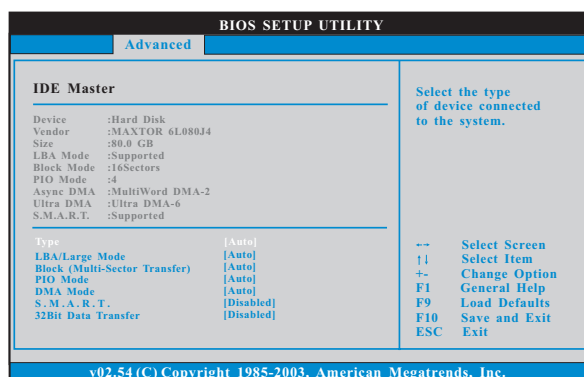 BIOS SETUP UTILITY
Advanced
IDE Master
Device :Hard Disk
Vendor :MAXTOR 6L080J4
Size :80.0 GB
LBA Mode :Supported
Block Mode :16Sectors
PIO Mode :4
Async DMA :MultiWord DMA-2
Ultra DMA :Ultra DMA-6
S.M.A.R.T. :Supported
Type [Auto]
LBA/Large Mode [Auto]
Block (Multi-Sector Transfer) [Auto]
PIO Mode [Auto]
DMA Mode [Auto]
S.M.A.R.T. [Disabled]
32Bit Data Transfer [Disabled]
Select the type
of device connected
to the system.
←→ Select Screen
↑↓ Select Item
+- Change Option
F1 General Help
F9 Load Defaults
F10 Save and Exit
ESC Exit
v02.54 (C) Copyright 1985-2003, American Megatrends, Inc.